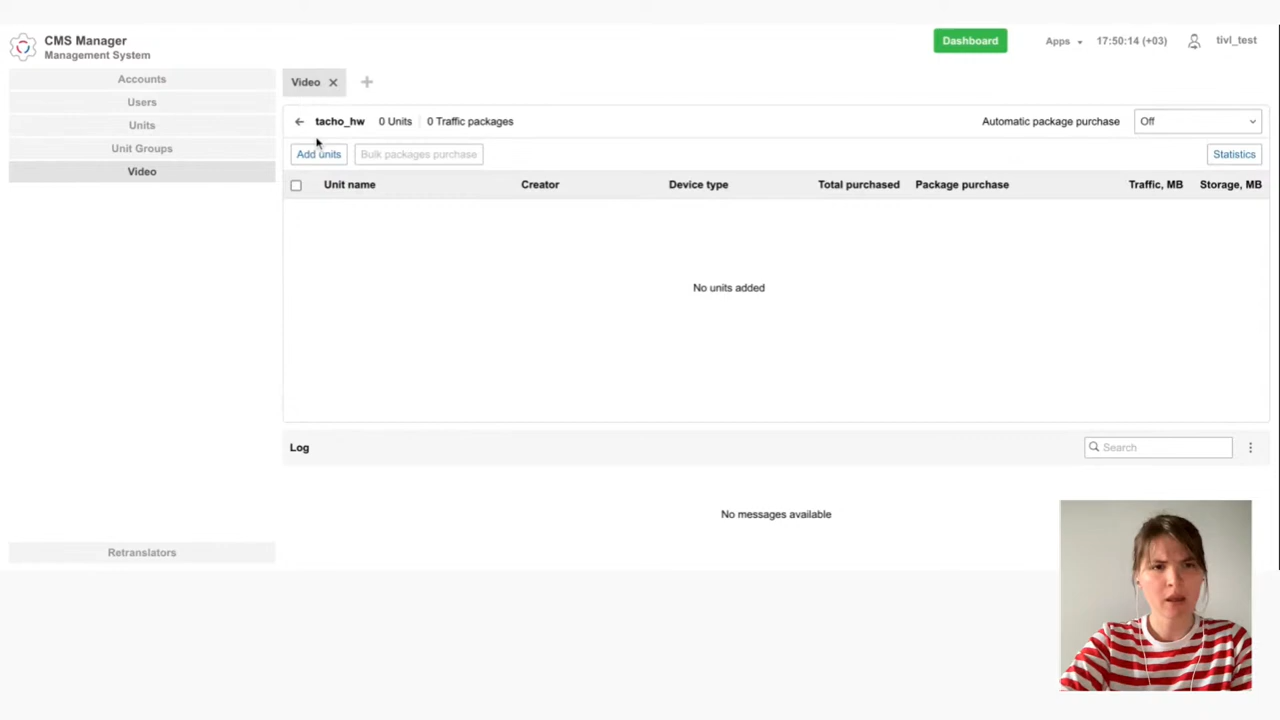 CMS Manager
Management System
Dashboard
Apps
17:50:14 (+03)
tivl_test
Accounts
Users
Units
Unit Groups
Video
Retranslators
Video
tacho_hw 0 Units 0 Traffic packages
Automatic package purchase Off
Add units Bulk packages purchase Statistics
Unit name Creator Device type Total purchased Package purchase Traffic, MB Storage, MB
No units added
Log
Search
No messages available